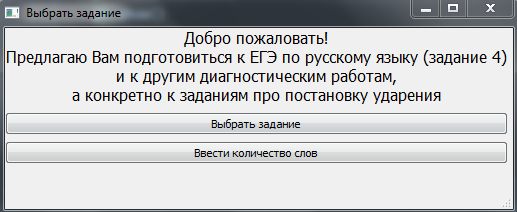 Выбрать задание
Добро пожаловать!
Предлагаю Вам подготовиться к ЕГЭ по русскому языку (задание 4)
и к другим диагностическим работам,
а конкретно к заданиям про постановку ударения
Выбрать задание
Ввести количество слов